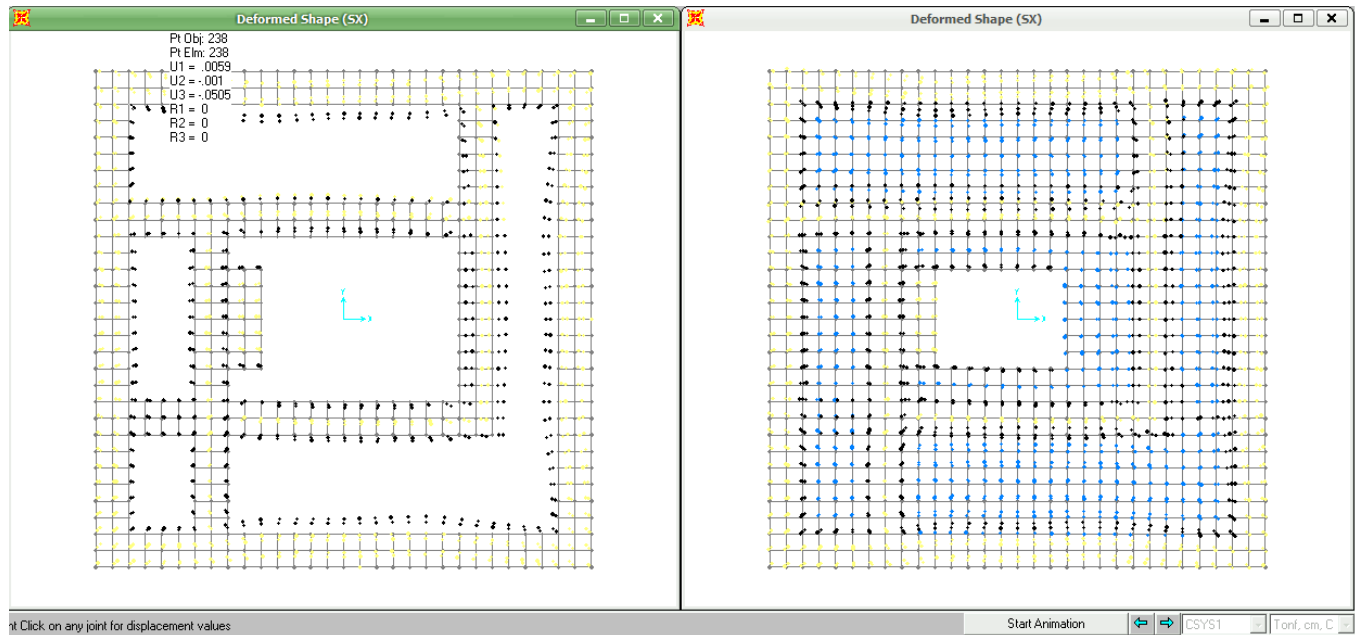 Deformed Shape (SX)
Deformed Shape (SX)
Pt Obj: 238
Pt Elm: 238
U1 = .0059
U2 = -.001
U3 = -.0505
R1 = 0
R2 = 0
R3 = 0
Y
X
Y
X
nt Click on any joint for displacement values
Start Animation
CSYS1
Tonf, cm, C